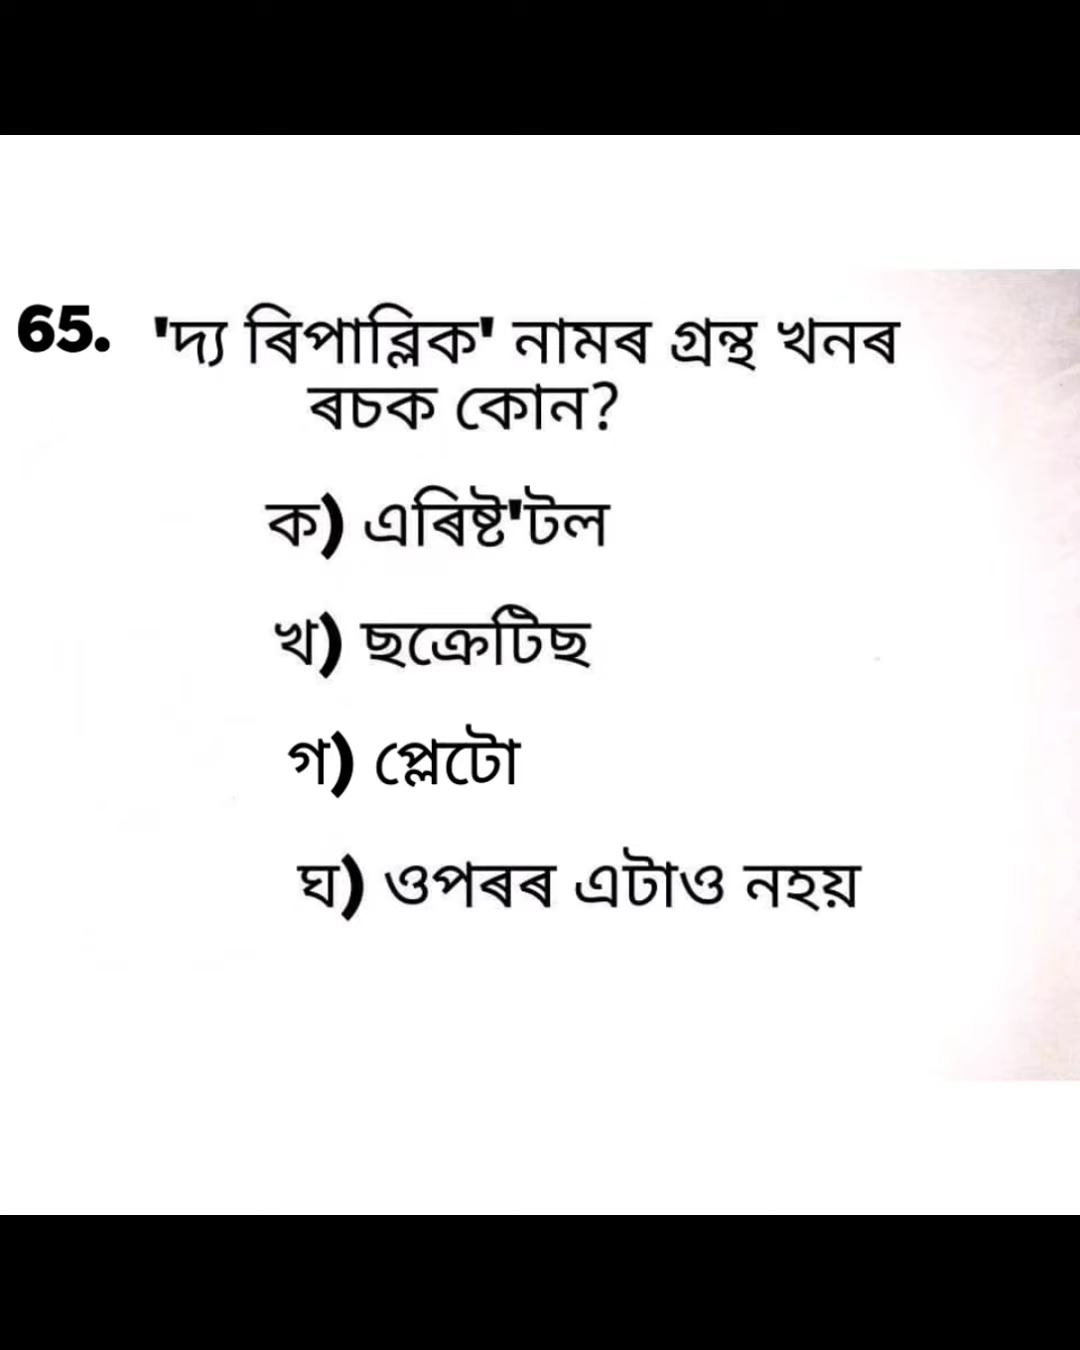 65. 'দ্য ৰিপাব্লিক' নামৰ গ্ৰন্থ খনৰ
ৰচক কোন?
ক) এৰিষ্ট'টল
খ) ছক্ৰেটিছ
গ) প্লেটো
ঘ) ওপৰৰ এটাও নহয়